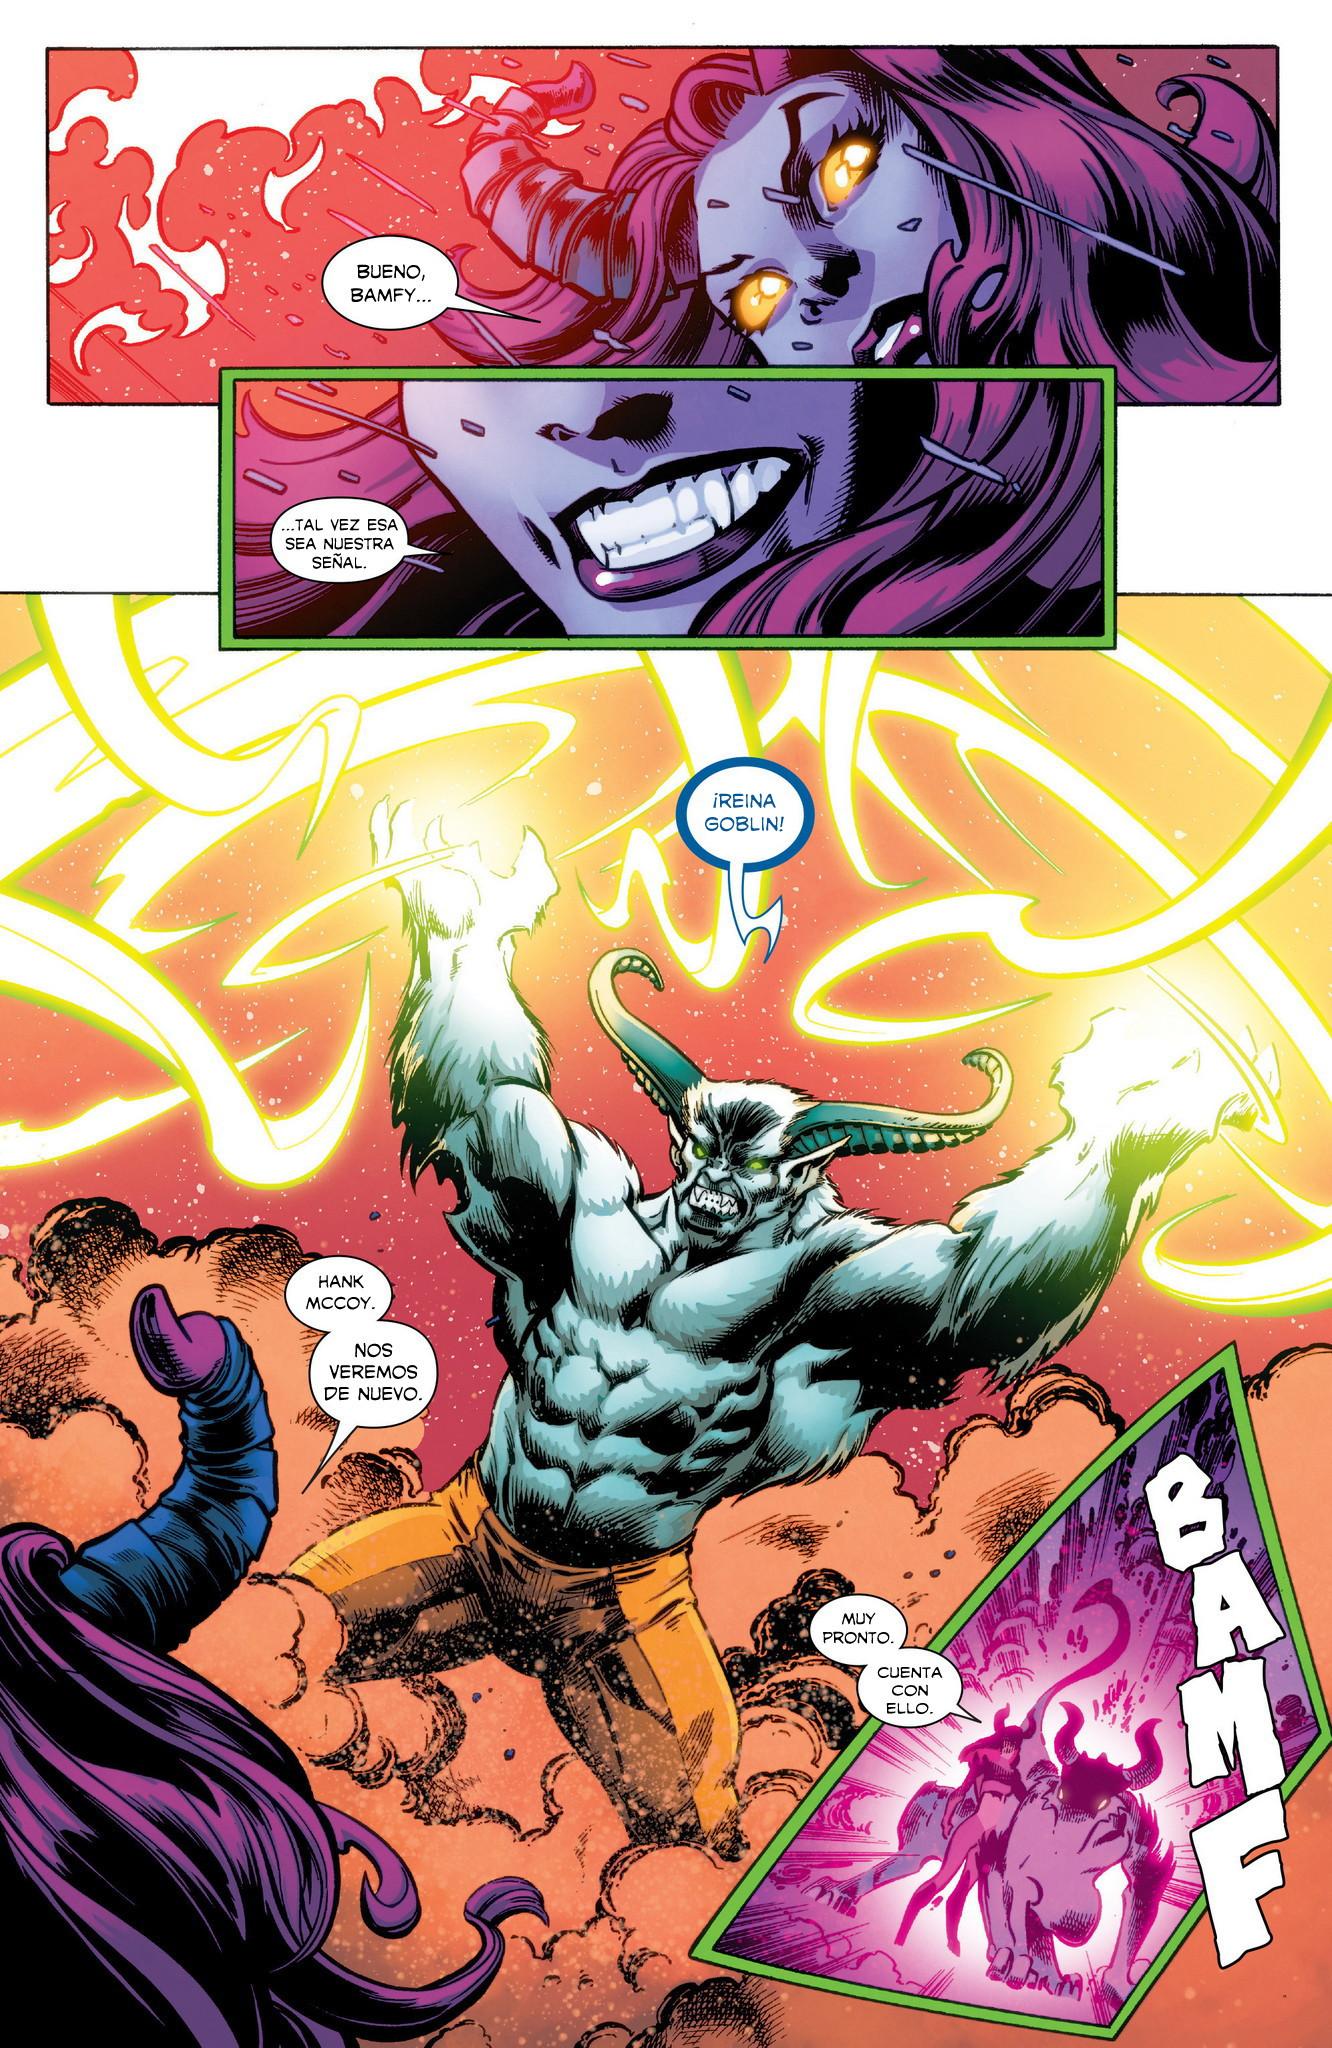 BUENO,
BAMFY...
...TAL VEZ ESA
SEA NUESTRA
SEÑAL.
¡REINA
GOBLIN!
HANK
MCCOY.
NOS
VEREMOS
DE NUEVO.
MUY
PRONTO.
CUENTA
CON
ELLO.
BAMF